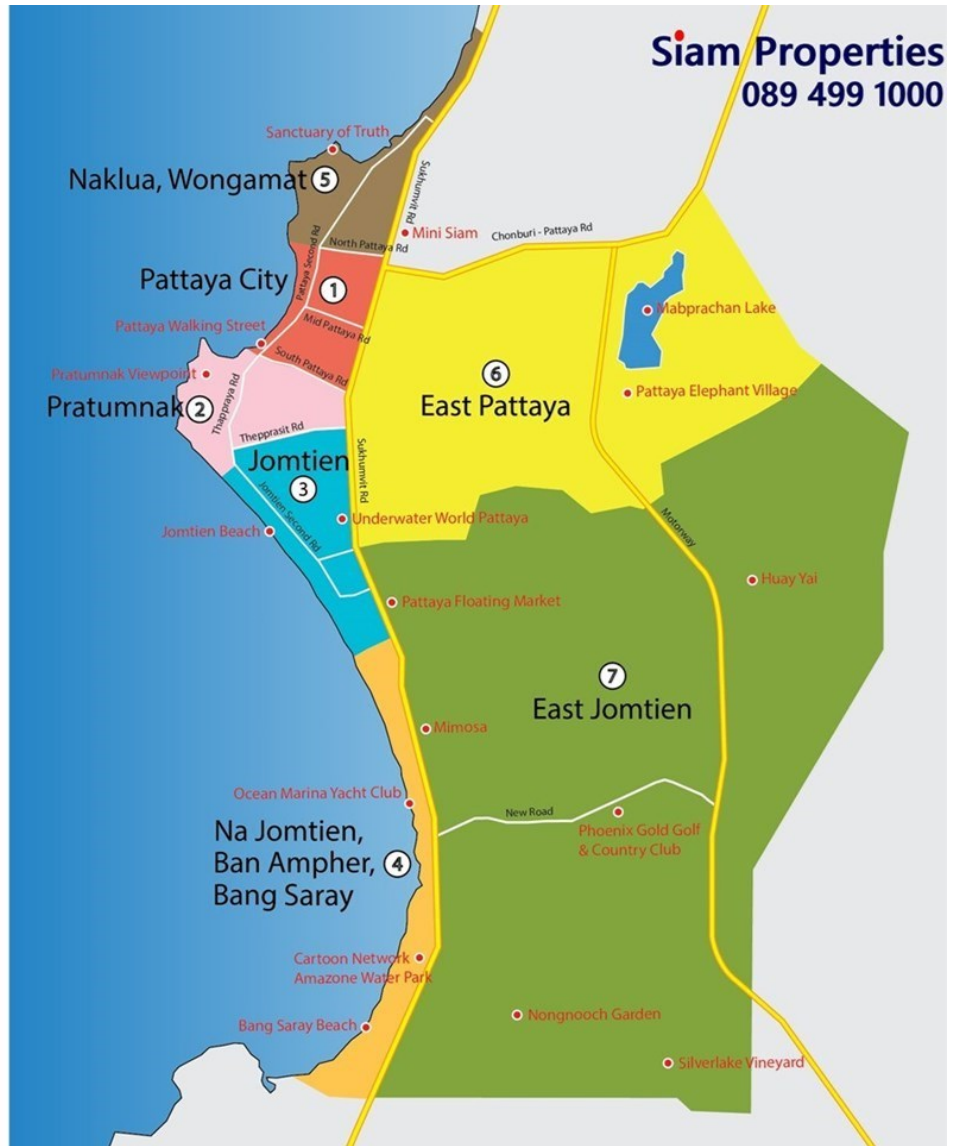 Siam Properties
089 499 1000
Sanctuary of Truth
Naklua, Wongamat 5
Sukhumvit Rd
Mini Siam
Chonburi - Pattaya Rd
North Pattaya Rd
Pattaya Second Rd
Pattaya City
1
Mabprachan Lake
Mid Pattaya Rd
Pattaya Walking Street
South Pattaya Rd
Pratumnak Viewpoint
6
East Pattaya
Pattaya Elephant Village
Pratumnak 2
Thappraya Rd
Thepprasit Rd
Jomtien
3
Sukhumvit Rd
Jomtien Second Rd
Underwater World Pattaya
Jomtien Beach
Motorway
Huay Yai
Pattaya Floating Market
7
East Jomtien
Mimosa
Ocean Marina Yacht Club
New Road
Phoenix Gold Golf
& Country Club
Na Jomtien,
Ban Ampher,
Bang Saray
4
Cartoon Network
Amazone Water Park
Bang Saray Beach
Nongnooch Garden
Silverlake Vineyard